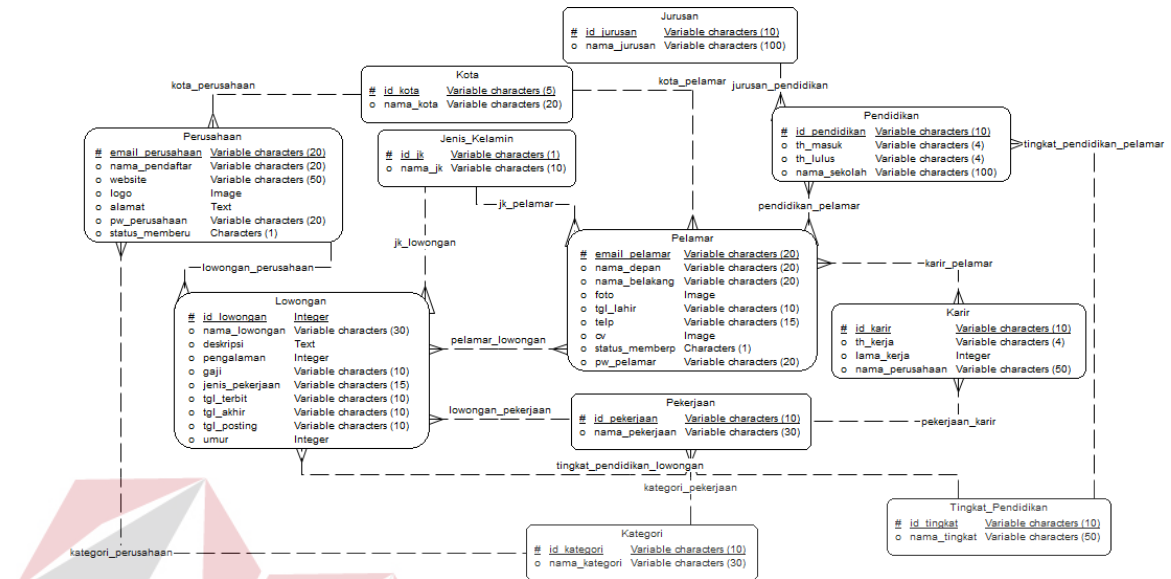 Jurusan
# id_jurusan Variable characters (10)
o nama_jurusan Variable characters (100)
kota_perusahaan
Kota
# id_kota Variable characters (5)
o nama_kota Variable characters (20)
kota_pelamar
jurusan_pendidikan
Perusahaan
# email_perusahaan Variable characters (20)
o nama_pendaftar Variable characters (20)
o website Variable characters (50)
o logo Image
o alamat Text
o pw_perusahaan Variable characters (20)
o status_memberu Characters (1)
Jenis_Kelamin
# id_jk Variable characters (1)
o nama_jk Variable characters (10)
Pendidikan
# id_pendidikan Variable characters (10)
o th_masuk Variable characters (4)
o th_lulus Variable characters (4)
o nama_sekolah Variable characters (100)
tingkat_pendidikan_pelamar
jk_pelamar
pendidikan_pelamar
jk_lowongan
lowongan_perusahaan
Pelamar
# email_pelamar Variable characters (20)
o nama_depan Variable characters (20)
o nama_belakang Variable characters (20)
o foto Image
o tgl_lahir Variable characters (10)
o telp Variable characters (15)
o cv Image
o status_memberp Characters (1)
o pw_pelamar Variable characters (20)
karir_pelamar
Lowongan
# id_lowongan Integer
o nama_lowongan Variable characters (30)
o deskripsi Text
o pengalaman Integer
o gaji Variable characters (10)
o jenis_pekerjaan Variable characters (15)
o tgl_terbit Variable characters (10)
o tgl_akhir Variable characters (10)
o tgl_posting Variable characters (10)
o umur Integer
pelamar_lowongan
Karir
# id_karir Variable characters (10)
o th_kerja Variable characters (4)
o lama_kerja Integer
o nama_perusahaan Variable characters (50)
lowongan_pekerjaan
Pekerjaan
# id_pekerjaan Variable characters (10)
o nama_pekerjaan Variable characters (30)
pekerjaan_karir
tingkat_pendidikan_lowongan
kategori_pekerjaan
Tingkat_Pendidikan
# id_tingkat Variable characters (10)
o nama_tingkat Variable characters (50)
kategori_perusahaan
Kategori
# id_kategori Variable characters (10)
o nama_kategori Variable characters (30)